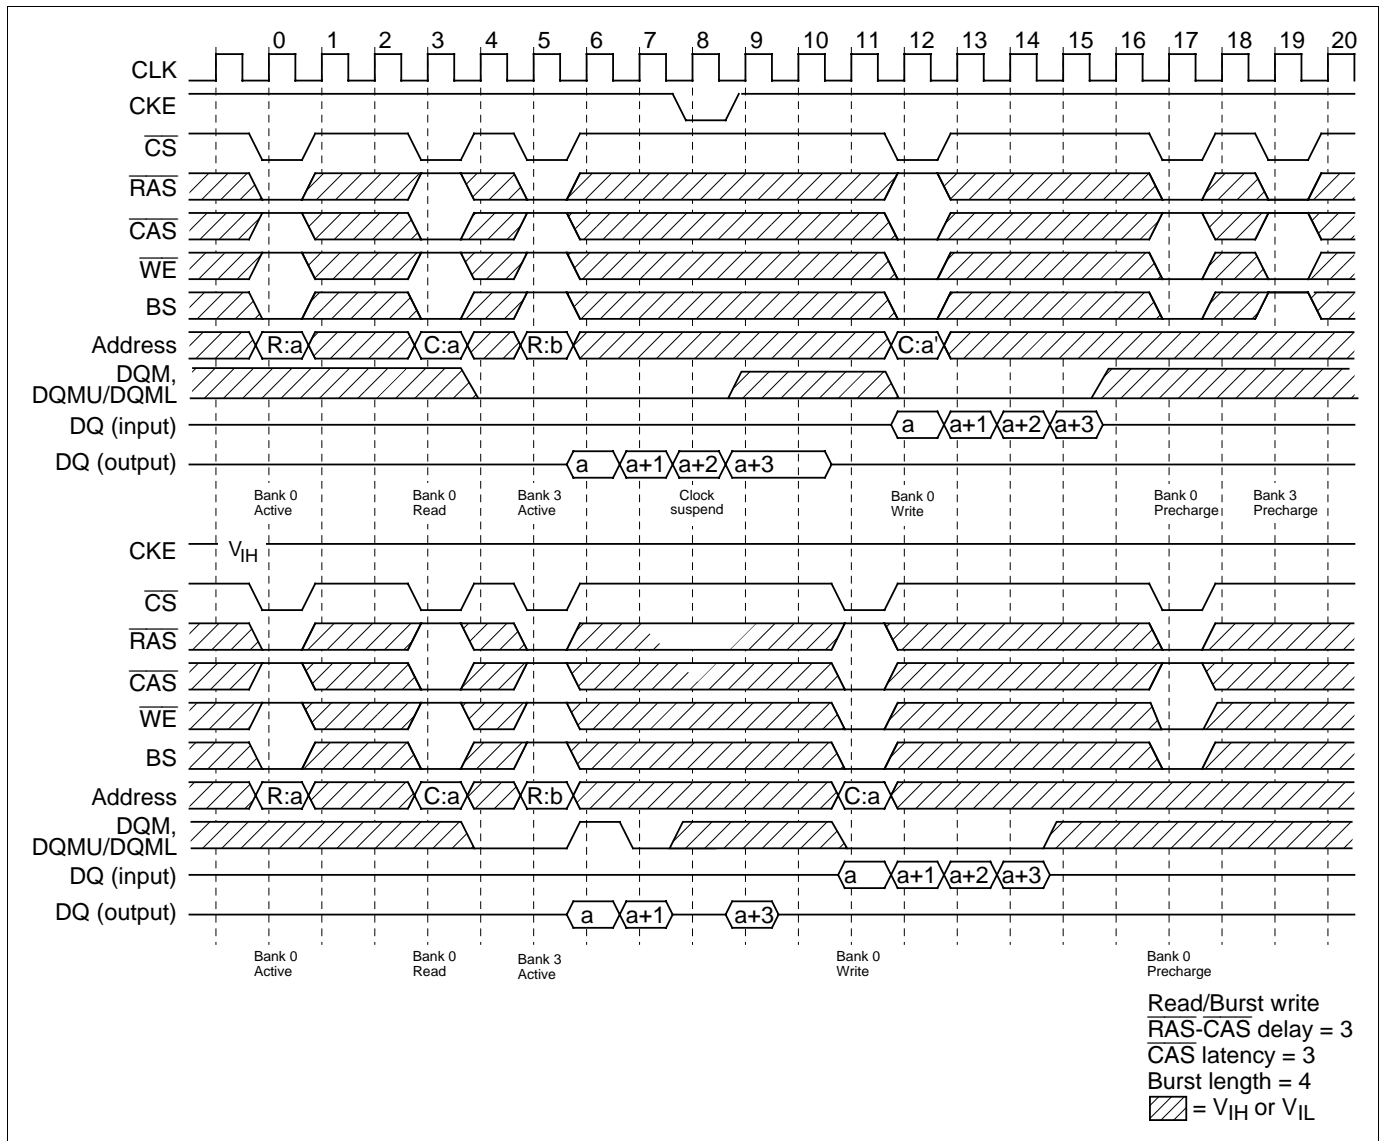 0 1 2 3 4 5 6 7 8 9 10 11 12 13 14 15 16 17 18 19 20
CLK
CKE
CS
RAS
CAS
WE
BS
Address R:a C:a R:b C:a'
DQM,
DQMU/DQML
DQ (input) a a+1 a+2 a+3
DQ (output) a a+1 a+2 a+3
Bank 0 Bank 0 Bank 3 Clock Bank 0 Bank 0 Bank 3
Active Read Active suspend Write Precharge Precharge
CKE VIH
CS
RAS
CAS
WE
BS
Address R:a C:a R:b C:a
DQM,
DQMU/DQML
DQ (input) a a+1 a+2 a+3
DQ (output) a a+1 a+3
Bank 0 Bank 0 Bank 3 Bank 0 Bank 0
Active Read Active Write Precharge
Read/Burst write
RAS-CAS delay = 3
CAS latency = 3
Burst length = 4
= VIH or VIL